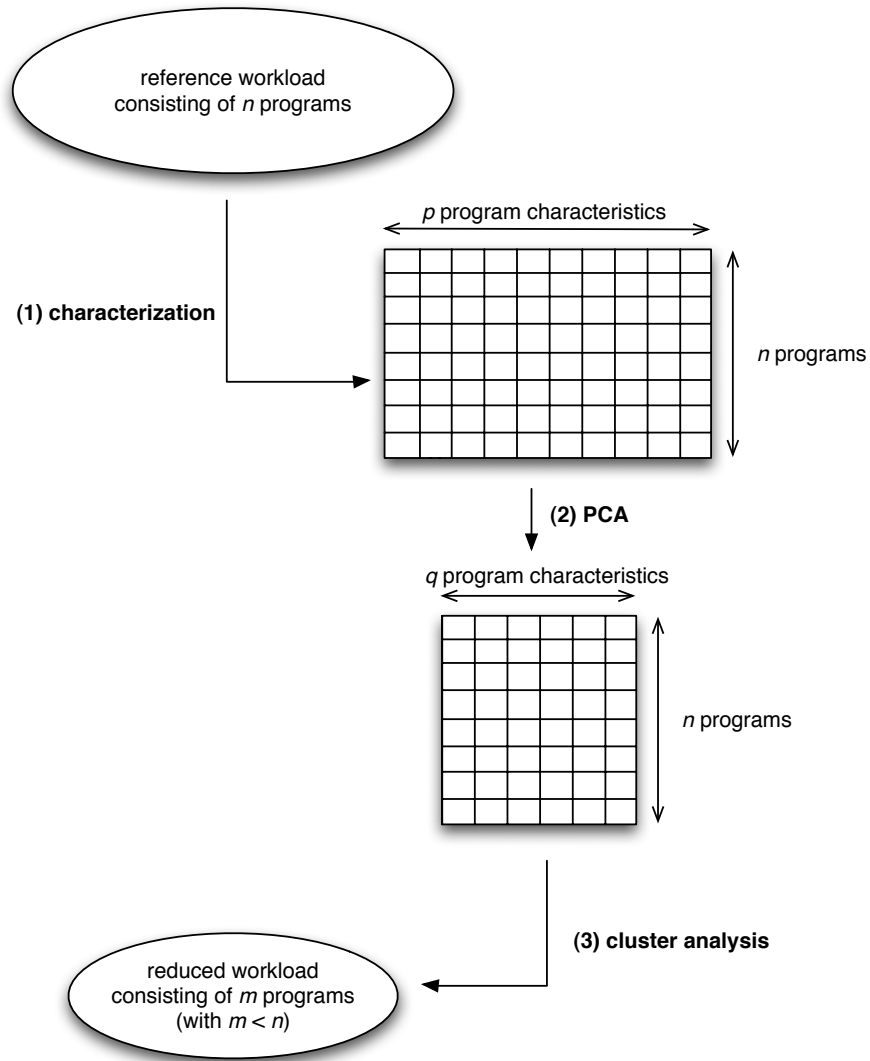 reference workload
consisting of n programs
p program characteristics
(1) characterization
n programs
(2) PCA
q program characteristics
n programs
(3) cluster analysis
reduced workload
consisting of m programs
(with m < n)